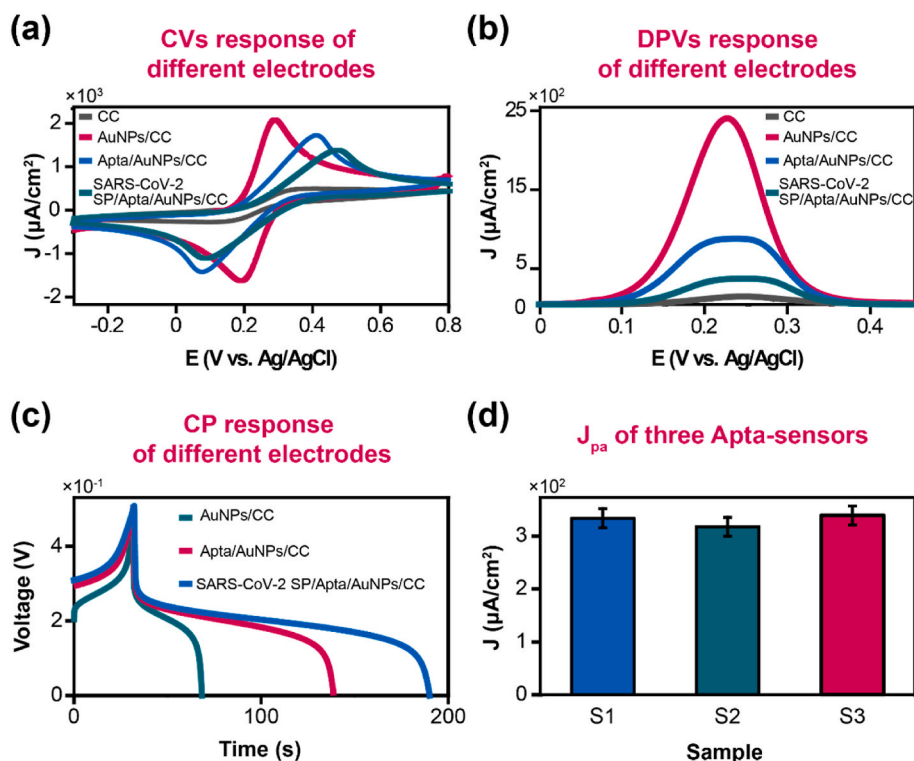 (a)
CVs response of
different electrodes
×10³
CC
AuNPs/CC
Apta/AuNPs/CC
SARS-CoV-2
SP/Apta/AuNPs/CC
J (μA/cm²)
2
1
0
-1
-2
-0.2
0
0.2
0.4
0.6
0.8
E (V vs. Ag/AgCl)
(b)
DPVs response
of different electrodes
×10²
CC
AuNPs/CC
Apta/AuNPs/CC
SARS-CoV-2
SP/Apta/AuNPs/CC
J (μA/cm²)
25
50
0
0
0.1
0.2
0.3
0.4
E (V vs. Ag/AgCl)
(c)
CP response
of different electrodes
×10⁻¹
AuNPs/CC
Apta/AuNPs/CC
SARS-CoV-2 SP/Apta/AuNPs/CC
Voltage (V)
4
2
0
0
100
200
Time (s)
(d)
Jpa of three Apta-sensors
×10²
J (μA/cm²)
3
2
0
S1
S2
S3
Sample